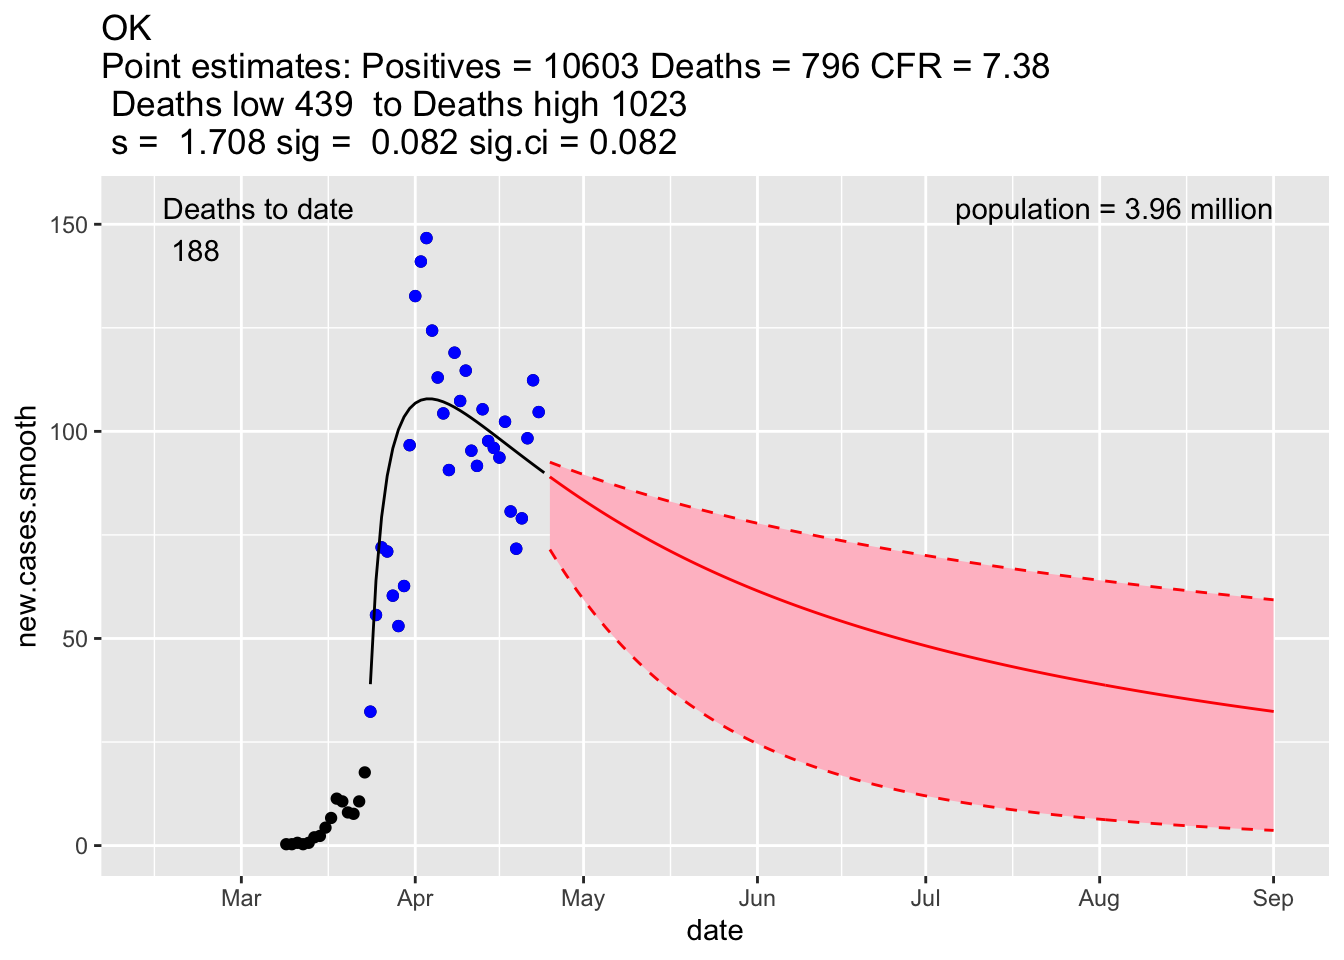 OK
Point estimates: Positives = 10603 Deaths = 796 CFR = 7.38
Deaths low 439  to Deaths high 1023
s =  1.708 sig =  0.082 sig.ci = 0.082
Deaths to date
188
population = 3.96 million
150
100
50
0
new.cases.smooth
Mar Apr May Jun Jul Aug Sep
date